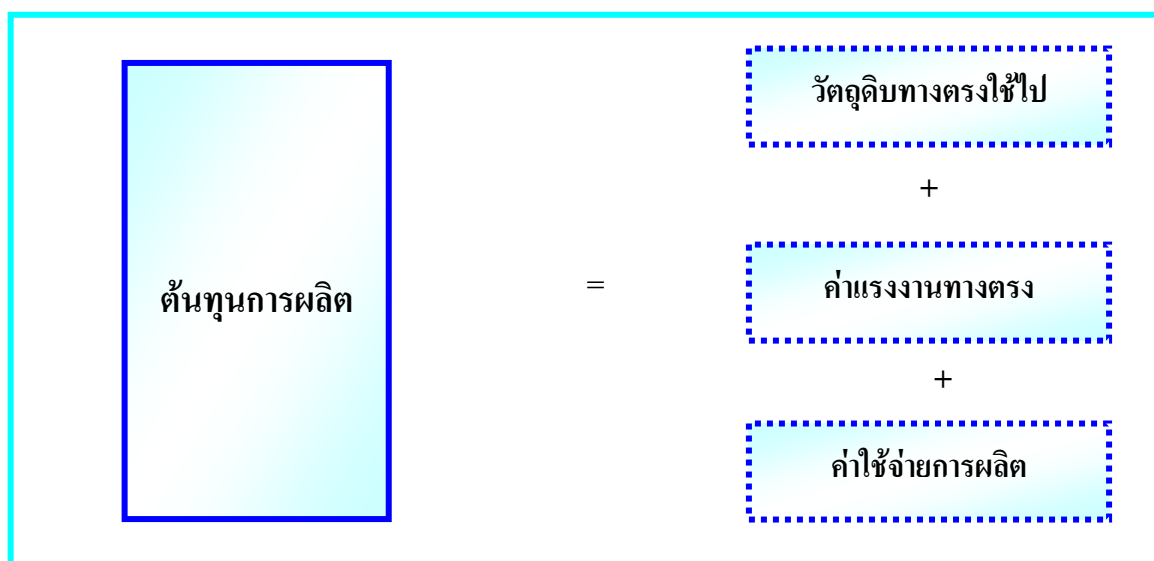 วัตถุดิบทางตรงใช้ไป
+
ต้นทุนการผลิต
=
ค่าแรงงานทางตรง
+
ค่าใช้จ่ายการผลิต